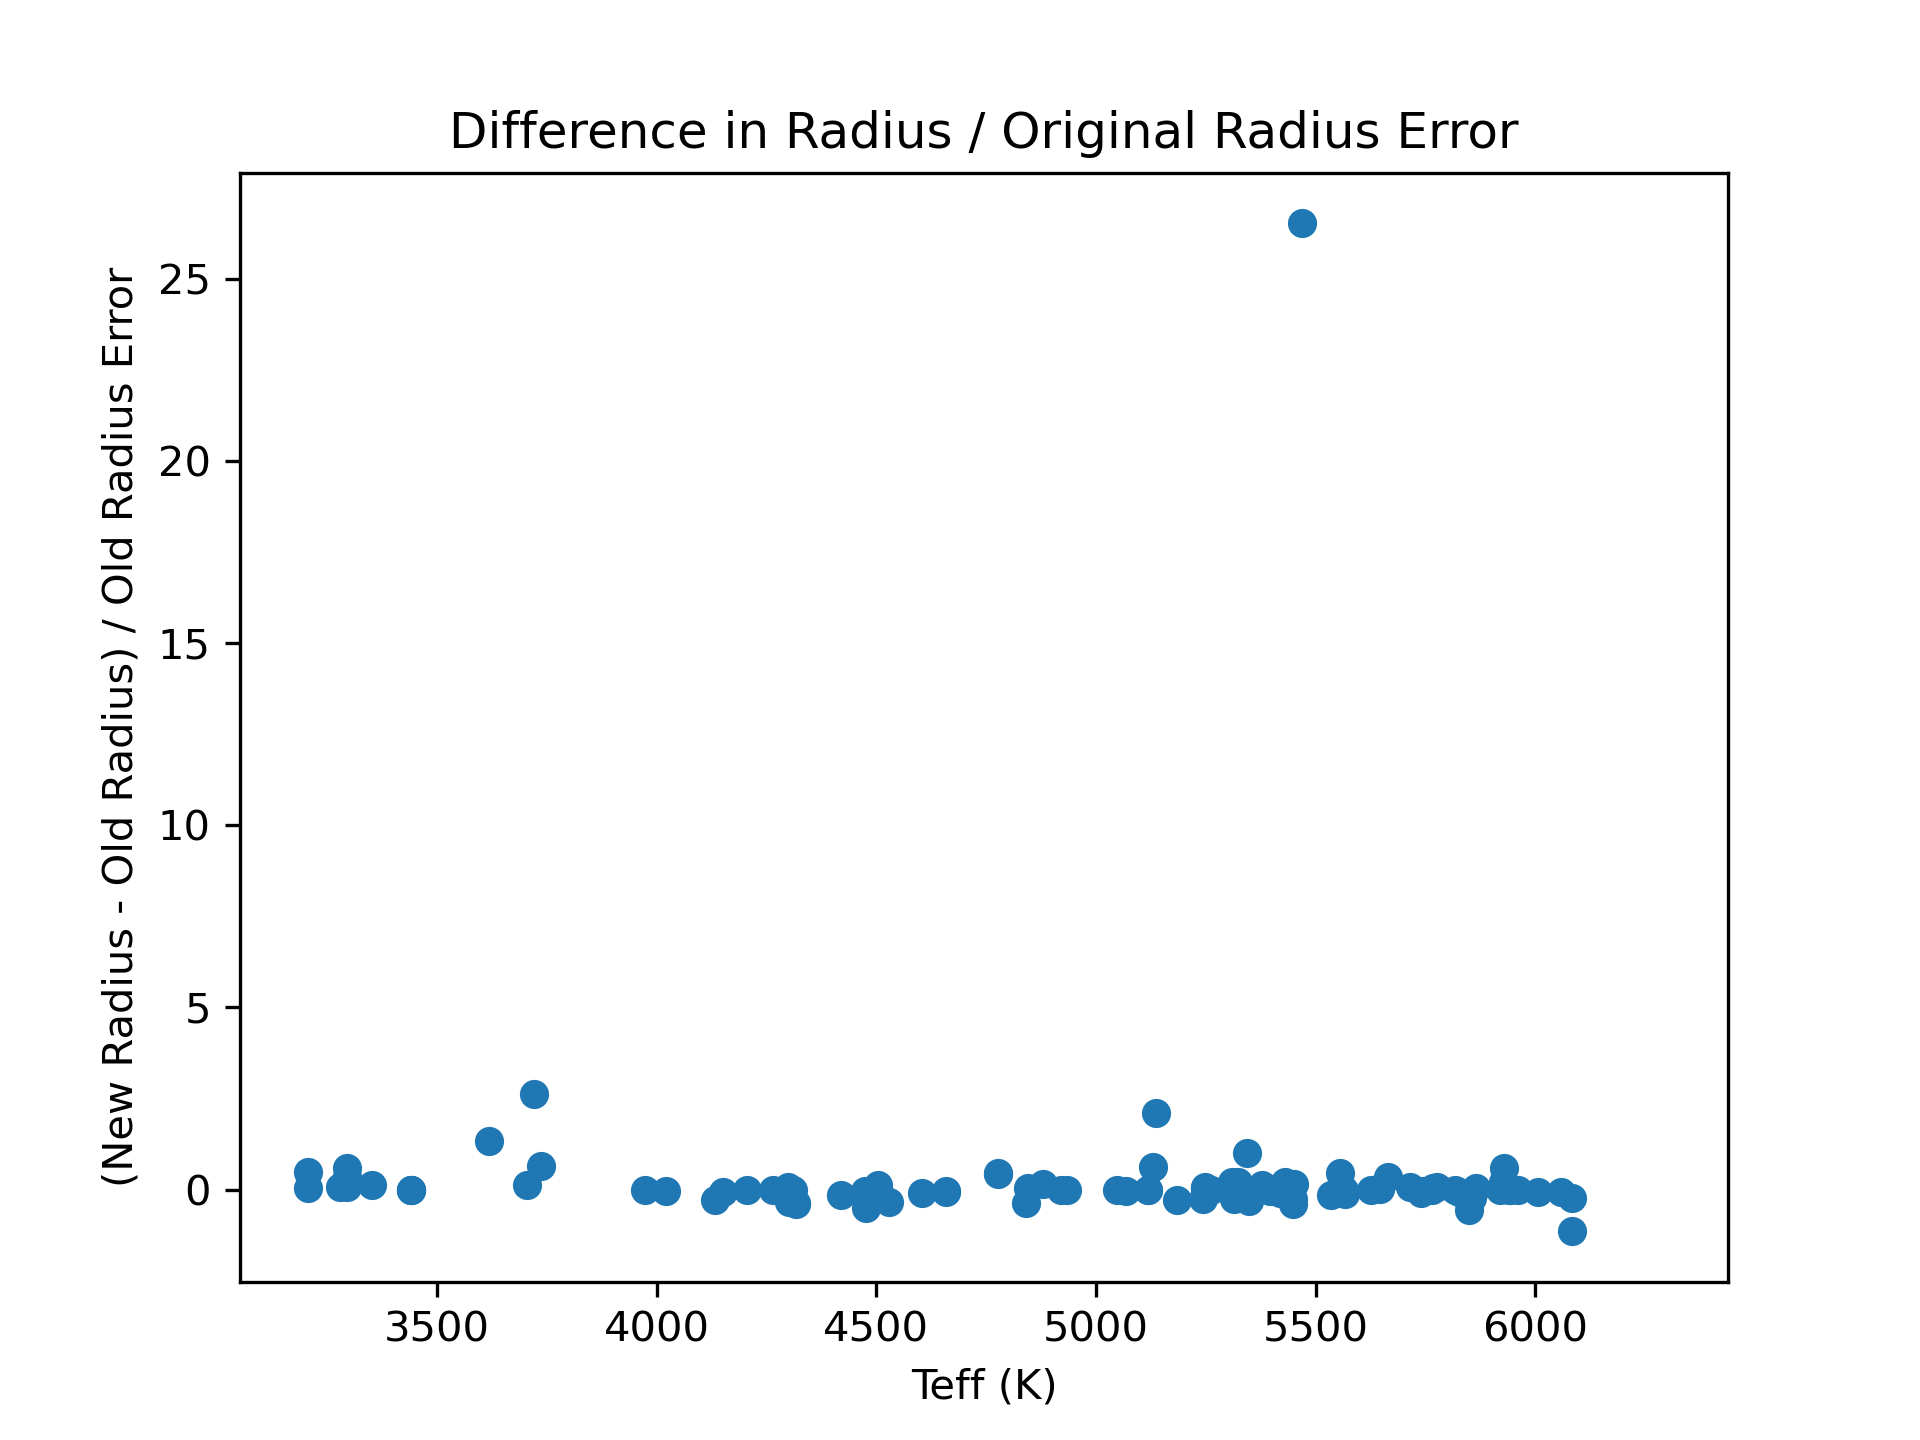 Difference in Radius / Original Radius Error
(New Radius - Old Radius) / Old Radius Error
25
20
15
10
5
0
3500 4000 4500 5000 5500 6000
Teff (K)